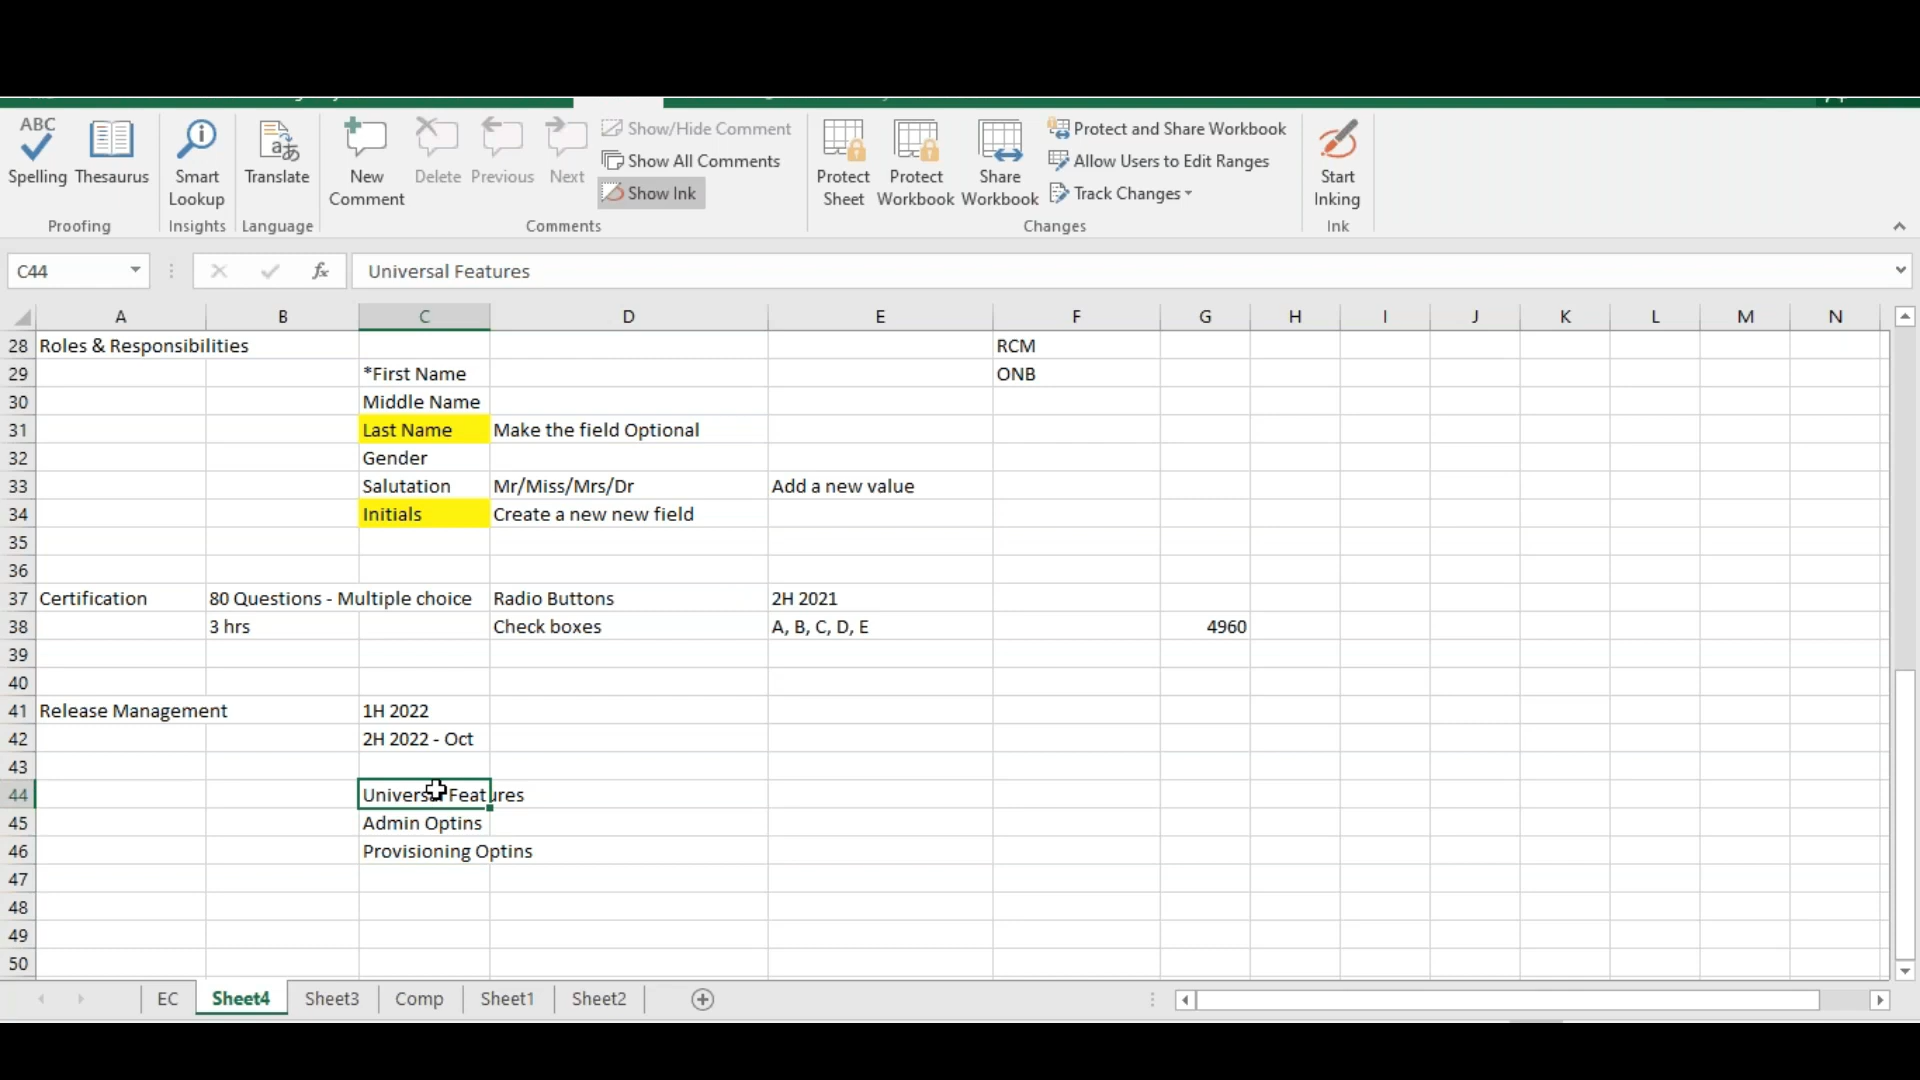 ABC
Spelling
Thesaurus
Proofing
Smart Lookup
Insights
Translate
Language
New Comment
Delete
Previous
Next
Show/Hide Comment
Show All Comments
Show Ink
Comments
Protect Sheet
Protect Workbook
Share Workbook
Protect and Share Workbook
Allow Users to Edit Ranges
Track Changes
Changes
Start Inking
Ink
C44
fx
Universal Features
A B C D E F G H I J K L M N
28 Roles & Responsibilities RCM
29 *First Name ONB
30 Middle Name
31 Last Name Make the field Optional
32 Gender
33 Salutation Mr/Miss/Mrs/Dr Add a new value
34 Initials Create a new new field
35
36
37 Certification 80 Questions - Multiple choice Radio Buttons 2H 2021
38 3 hrs Check boxes A, B, C, D, E 4960
39
40
41 Release Management 1H 2022
42 2H 2022 - Oct
43
44 Universal Features
45 Admin Optins
46 Provisioning Optins
47
48
49
50
EC Sheet4 Sheet3 Comp Sheet1 Sheet2